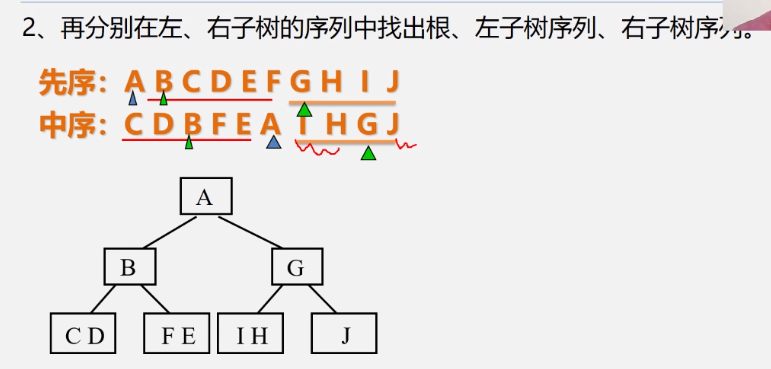 2、再分别在左、右子树的序列中找出根、左子树序列、右子树序列。
先序：A B C D E F G H I J
中序：C D B F E A I H G J
A
B G
C D F E I H J